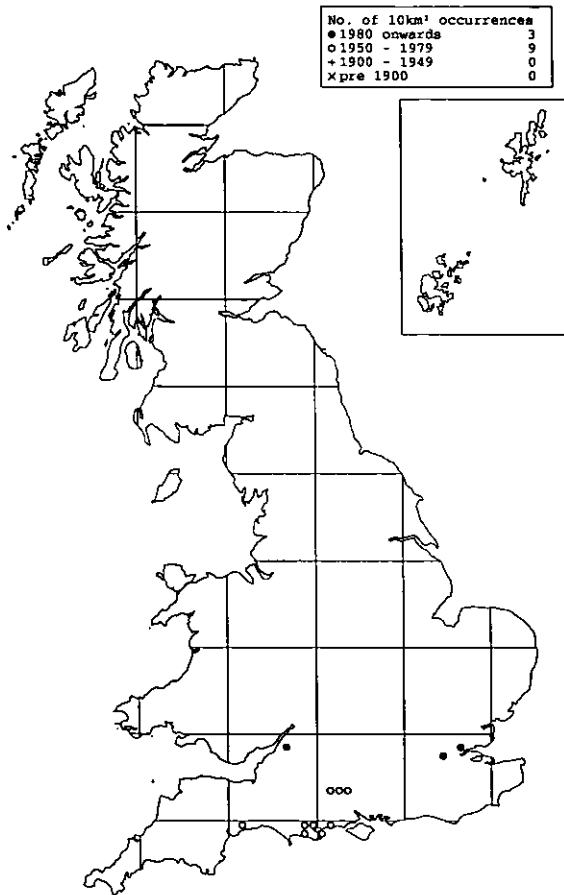 No. of 10km² occurrences
● 1980 onwards 3
○ 1950 - 1979 9
+ 1900 - 1949 0
× pre 1900 0